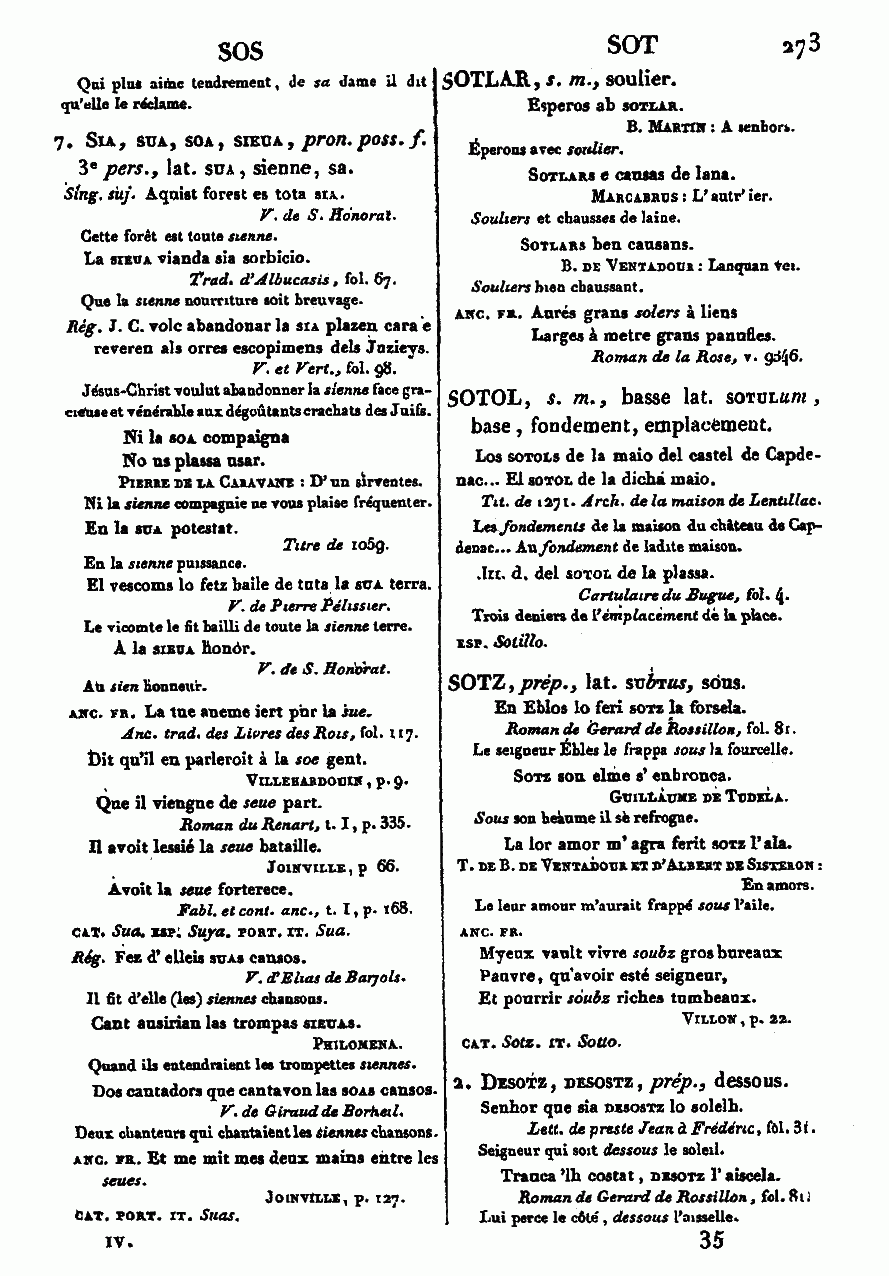 SOS
SOT
273
Qui plus aime tendrement, de sa dame il dit
qu'elle le réclame.
7. SIA, SUA, SOA, SIEUA, pron. poss. f.
3e pers., lat. SUA, sienne, sa.
Sing. suj. Aquist forest es tota SIA.
V. de S. Honorat.
Cette forêt est toute sienne.
La SIEUA vianda sia sorbicio.
Trad. d'Albucasis, fol. 67.
Que la sienne nourriture soit breuvage.
Rég. J. C. volc abandonar la SIA plazen cara e
reveren als orres escopimens dels Juzieys.
V. et Vert., fol. 98.
Jésus-Christ voulut abandonner la sienne face gra-
cieuse et vénérable aux dégoûtants crachats des Juifs.
Ni la SOA compaigna
No us plassa usar.
PIERRE DE LA CARAVANE : D'un sirventes.
Ni la sienne compagnie ne vous plaise fréquenter.
En la SUA potestat.
Titre de 1059.
En la sienne puissance.
El vescoms lo fetz baile de tuta la SUA terra.
V. de Pierre Pélissier.
Le vicomte le fit bailli de toute la sienne terre.
A la SIEUA honor.
V. de S. Honorat.
Au sien honneur.
ANC. FR. La tue aneme iert pur la sue.
Anc. trad. des Livres des Rois, fol. 117.
Dit qu'il en parleroit à la soe gent.
VILLEHARDOUIN, p. 9.
Que il viengne de seue part.
Roman du Renart, t. I, p. 335.
Il avoit lessié la seue bataille.
JOINVILLE, p 66.
Avoit la seue forterece.
Fabl. et cont. anc., t. I, p. 168.
CAT. Sua. ESP. Suya. PORT. IT. Sua.
Rég. Fez d'elleis SUAS cansos.
V. d'Elias de Barjols.
Il fit d'elle (les) siennes chansons.
Cant ausirian las trompas SIEUAS.
PHILOMENA.
Quand ils entendraient les trompettes siennes.
Dos cantadors que cantavon las SOAS cansos.
V. de Giraud de Borneil.
Deux chanteurs qui chantaient les siennes chansons.
ANC. FR. Et me mit mes deux mains entre les
seues.
JOINVILLE, p. 127.
CAT. PORT. IT. Suas.
IV.
SOTLAR, s. m., soulier.
Esperos ab SOTLAR.
B. MARTIN : A senhors.
Éperons avec soulier.
SOTLARS e causas de lana.
MARCABRUS : L'autr'ier.
Souliers et chausses de laine.
SOTLARS ben causans.
B. DE VENTADOUR : Lanquan vei.
Souliers bien chaussant.
ANC. FR. Aurés grans solers à liens
Larges à metre grans panufles.
Roman de la Rose, v. 9346.
SOTOL, s. m., basse lat. SOTULum,
base, fondement, emplacement.
Los SOTOLS de la maio del castel de Capde-
nac... El SOTOL de la dicha maio.
Tit. de 1271. Arch. de la maison de Lentillac.
Les fondements de la maison du château de Cap-
denac... Au fondement de ladite maison.
.III. d. del SOTOL de la plassa.
Cartulaire du Bugue, fol. 4.
Trois deniers de l'emplacement de la place.
ESP. Sotillo.
SOTZ, prép., lat. SUBTUS, sous.
En Eblos lo feri SOTZ la forsela.
Roman de Gerard de Rossillon, fol. 81.
Le seigneur Ébles le frappa sous la fourcelle.
SOTZ son elme s'enbronca.
GUILLAUME DE TUDELA.
Sous son heaume il se refrogne.
La lor amor m'agra ferit SOTZ l'ala.
T. DE B. DE VENTADOUR ET D'ALBERT DE SISTERON :
En amors.
Le leur amour m'aurait frappé sous l'aile.
ANC. FR.
Myeux vault vivre soubz gros bureaux
Pauvre, qu'avoir esté seigneur,
Et pourrir soubz riches tumbeaux.
VILLON, p. 22.
CAT. Sotz. IT. Sotto.
2. DESOTZ, DESOSTZ, prép., dessous.
Senhor que sia DESOSTZ lo solelh.
Lett. de preste Jean à Frédéric, fol. 31.
Seigneur qui soit dessous le soleil.
Tranca 'lh costat, DESOTZ l'aiscela.
Roman de Gerard de Rossillon, fol. 81.
Lui perce le côté, dessous l'aisselle.
35